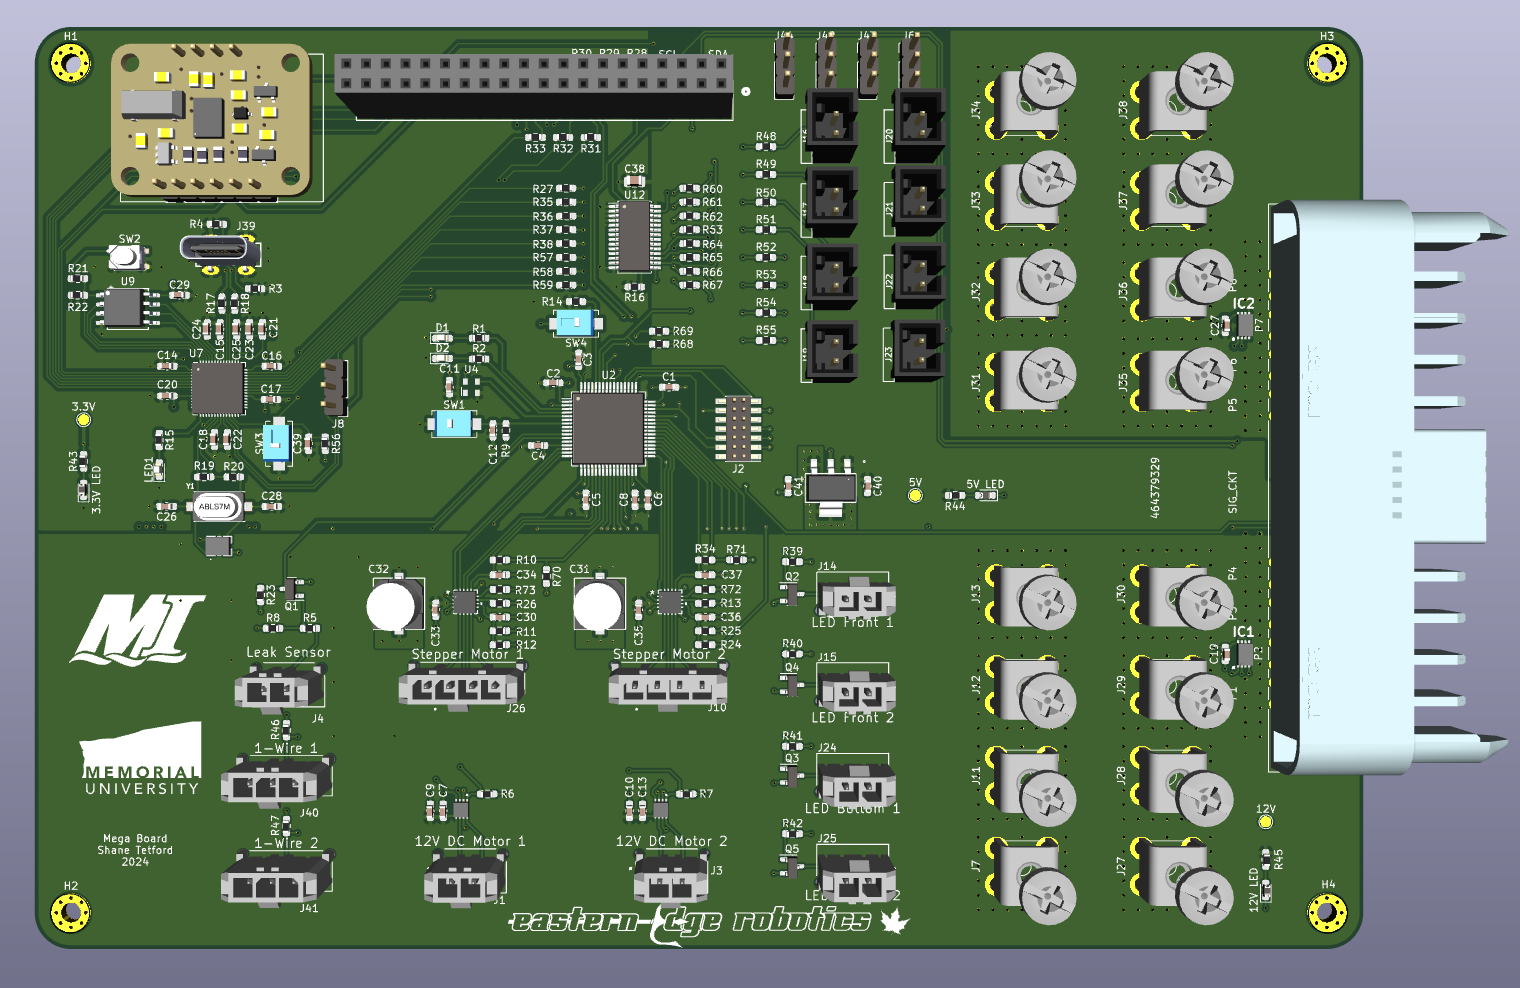 H1
H3
J38
J34
R33 R32 R31
R48
R49
R50
R51
R52
R53
R54
R55
C38
U12
R27
R35
R36
R37
R38
R57
R58
R59
R60
R61
R62
R53
R64
R65
R66
R67
R14
R16
R69
R68
SW4
C3
J20
J21
J22
J23
J33
J37
J32
J36
J31
J35
R4
J39
SW2
R21
R22
U9
C29
R3
R17
R18
C24
C15
C25
C23
C21
U7
C14
C16
C20
C17
J8
D1
D2
R1
R2
C11
U4
SW1
C12
R9
C2
U2
C1
C4
C5
C8
C6
J2
3.3V
R43
3.3V LED
R15
LED1
C18
C22
SW3
C39
R56
R19
R20
Y1
ABLS7M
C26
C28
C41
C40
5V
5V_LED
R44
464379329
SIG_CKT
IC2
C27
P7
P5
R23
Q1
R8
R5
C32
C33
R10
C34
R73
R26
C30
R11
R12
R70
C31
C35
R34
R71
C37
R72
R13
C36
R25
R24
R39
Q2
J14
LED Front 1
J13
J30
P4
IC1
C19
Leak Sensor
J4
Stepper Motor 1
J26
Stepper Motor 2
J10
R40
Q4
J15
LED Front 2
J12
J29
MI
MEMORIAL
UNIVERSITY
R46
1-Wire 1
J40
R47
1-Wire 2
J41
Mega Board
Shane Tetford
2024
C9
C7
R6
12V DC Motor 1
J1
C10
C13
R7
12V DC Motor 2
J3
R41
Q3
J24
LED Bottom 1
R42
Q5
J25
J11
J28
J7
J27
12V
R45
12V LED
H2
H4
eastern Edge robotics